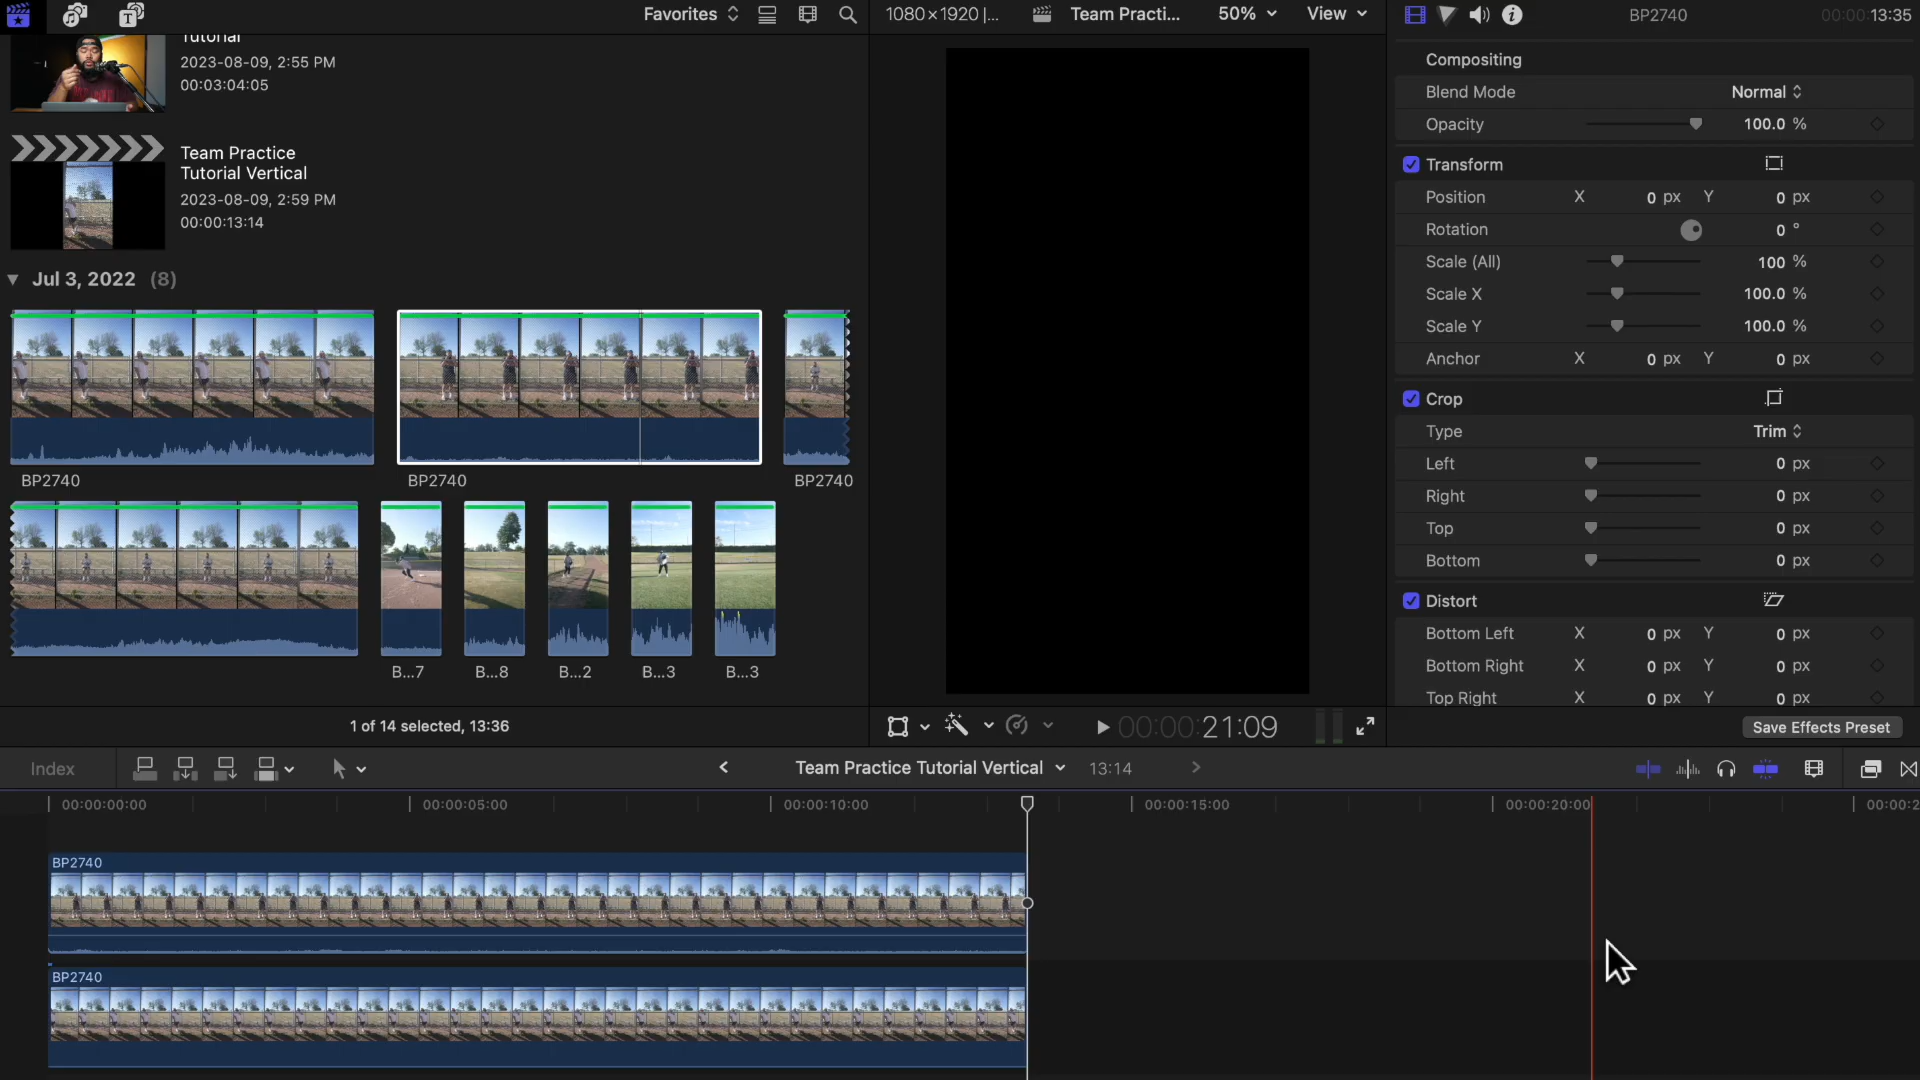 Favorites
1080×1920 |...
Team Practi...
50%
View
BP2740
00:00:13:35
Tutorial
2023-08-09, 2:55 PM
00:03:04:05
Team Practice
Tutorial Vertical
2023-08-09, 2:59 PM
00:00:13:14
Jul 3, 2022 (8)
BP2740
BP2740
BP2740
B...7
B...8
B...2
B...3
B...3
1 of 14 selected, 13:36
00:00:21:09
Compositing
Blend Mode Normal
Opacity 100.0 %
Transform
Position X 0 px Y 0 px
Rotation 0 °
Scale (All) 100 %
Scale X 100.0 %
Scale Y 100.0 %
Anchor X 0 px Y 0 px
Crop
Type Trim
Left 0 px
Right 0 px
Top 0 px
Bottom 0 px
Distort
Bottom Left X 0 px Y 0 px
Bottom Right X 0 px Y 0 px
Top Right X 0 px Y 0 px
Save Effects Preset
Index
Team Practice Tutorial Vertical
13:14
00:00:00:00
00:00:05:00
00:00:10:00
00:00:15:00
00:00:20:00
00:00:2
BP2740
BP2740